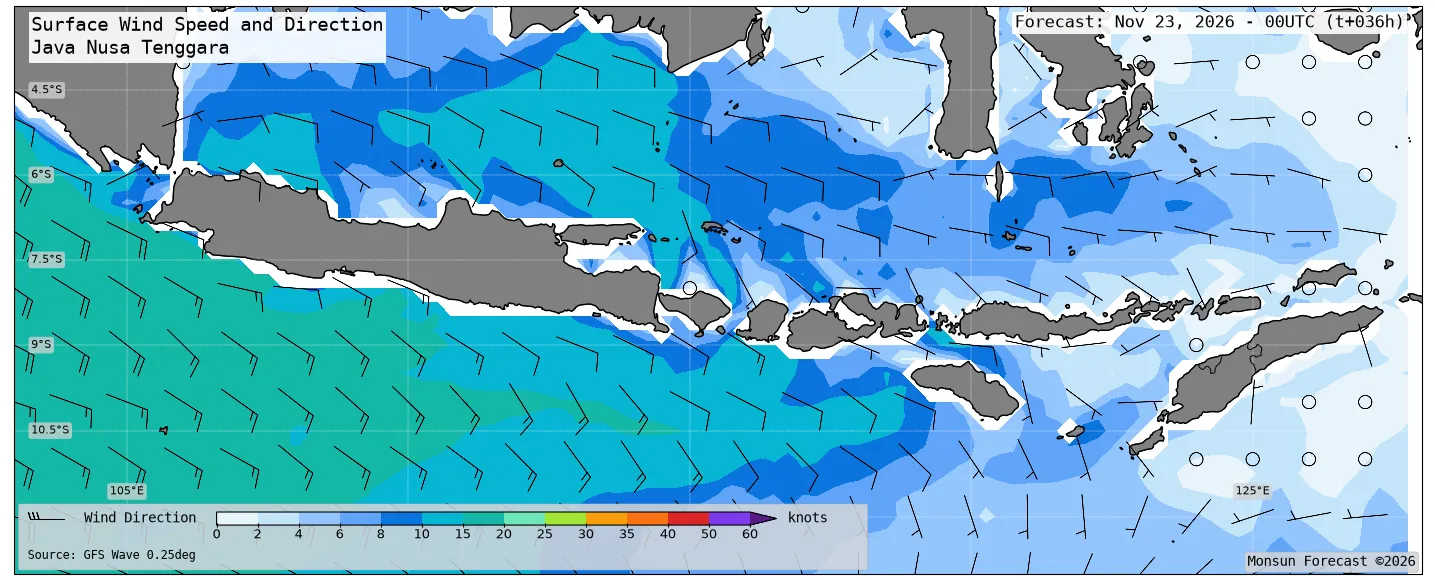 Surface Wind Speed and Direction
Java Nusa Tenggara
Forecast: Nov 23, 2026 - 00UTC (t+036h)
4.5°S
6°S
7.5°S
9°S
10.5°S
105°E
125°E
Wind Direction
knots
0 2 4 6 8 10 15 20 25 30 35 40 50 60
Source: GFS Wave 0.25deg
Monsun Forecast ©2026